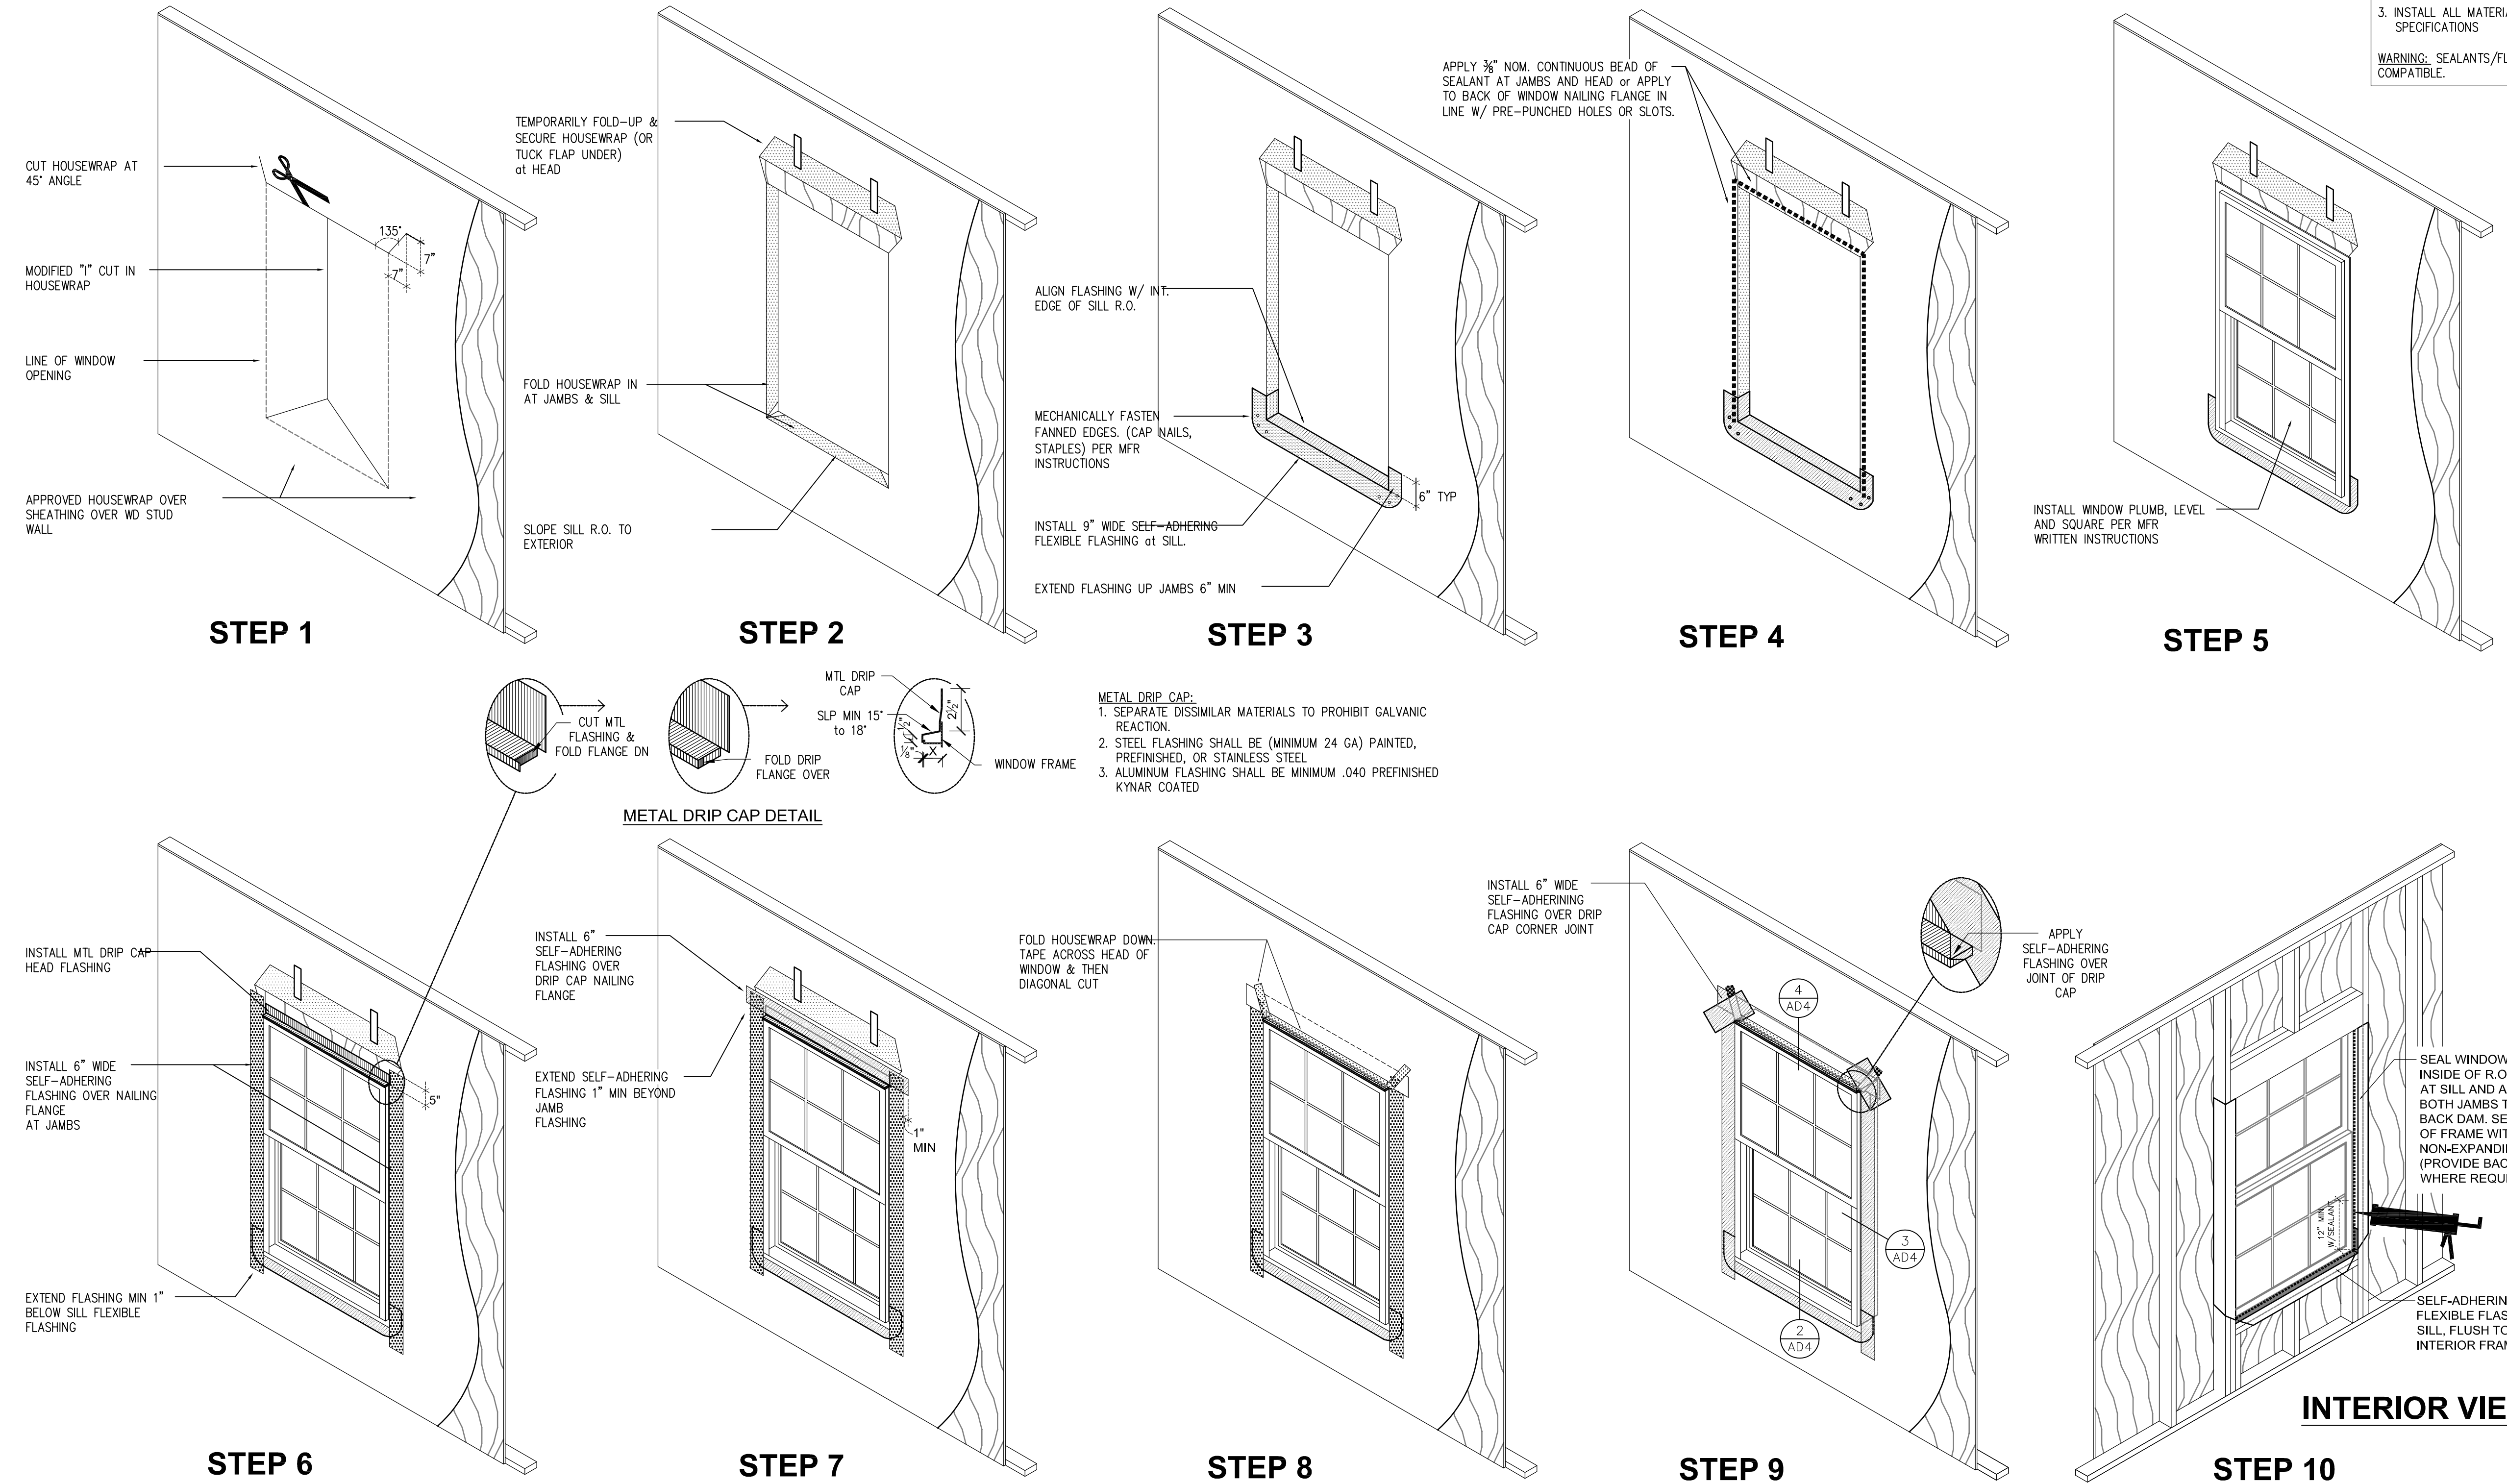 CUT HOUSEWRAP AT
45° ANGLE
135°
7"
7"
MODIFIED "I" CUT IN
HOUSEWRAP
LINE OF WINDOW
OPENING
APPROVED HOUSEWRAP OVER
SHEATHING OVER WD STUD
WALL
STEP 1
TEMPORARILY FOLD-UP &
SECURE HOUSEWRAP (OR
TUCK FLAP UNDER)
at HEAD
FOLD HOUSEWRAP IN
AT JAMBS & SILL
SLOPE SILL R.O. TO
EXTERIOR
STEP 2
ALIGN FLASHING W/ INT.
EDGE OF SILL R.O.
MECHANICALLY FASTEN
FANNED EDGES. (CAP NAILS,
STAPLES) PER MFR
INSTRUCTIONS
6" TYP
INSTALL 9" WIDE SELF-ADHERING
FLEXIBLE FLASHING at SILL.
EXTEND FLASHING UP JAMBS 6" MIN
STEP 3
APPLY ⅜" NOM. CONTINUOUS BEAD OF
SEALANT AT JAMBS AND HEAD or APPLY
TO BACK OF WINDOW NAILING FLANGE IN
LINE W/ PRE-PUNCHED HOLES OR SLOTS.
STEP 4
3. INSTALL ALL MATERIA
SPECIFICATIONS
WARNING: SEALANTS/FL
COMPATIBLE.
INSTALL WINDOW PLUMB, LEVEL
AND SQUARE PER MFR
WRITTEN INSTRUCTIONS
STEP 5
CUT MTL
FLASHING &
FOLD FLANGE DN
FOLD DRIP
FLANGE OVER
MTL DRIP
CAP
SLP MIN 15°
to 18°
2½"
1/2"
⅛"
X
WINDOW FRAME
METAL DRIP CAP DETAIL
METAL DRIP CAP:
1. SEPARATE DISSIMILAR MATERIALS TO PROHIBIT GALVANIC
REACTION.
2. STEEL FLASHING SHALL BE (MINIMUM 24 GA) PAINTED,
PREFINISHED, OR STAINLESS STEEL
3. ALUMINUM FLASHING SHALL BE MINIMUM .040 PREFINISHED
KYNAR COATED
INSTALL MTL DRIP CAP
HEAD FLASHING
INSTALL 6" WIDE
SELF-ADHERING
FLASHING OVER NAILING
FLANGE
AT JAMBS
.5"
EXTEND FLASHING MIN 1"
BELOW SILL FLEXIBLE
FLASHING
STEP 6
INSTALL 6"
SELF-ADHERING
FLASHING OVER
DRIP CAP NAILING
FLANGE
EXTEND SELF-ADHERING
FLASHING 1" MIN BEYOND
JAMB
FLASHING
1"
MIN
STEP 7
FOLD HOUSEWRAP DOWN.
TAPE ACROSS HEAD OF
WINDOW & THEN
DIAGONAL CUT
STEP 8
INSTALL 6" WIDE
SELF-ADHERINING
FLASHING OVER DRIP
CAP CORNER JOINT
APPLY
SELF-ADHERING
FLASHING OVER
JOINT OF DRIP
CAP
4
AD4
3
AD4
2
AD4
STEP 9
SEAL WINDOW
INSIDE OF R.O
AT SILL AND A
BOTH JAMBS T
BACK DAM. SE
OF FRAME WIT
NON-EXPANDI
(PROVIDE BAC
WHERE REQUI
12" MIN
W/SEALANT
SELF-ADHERIN
FLEXIBLE FLAS
SILL, FLUSH TO
INTERIOR FRAM
INTERIOR VIE
STEP 10